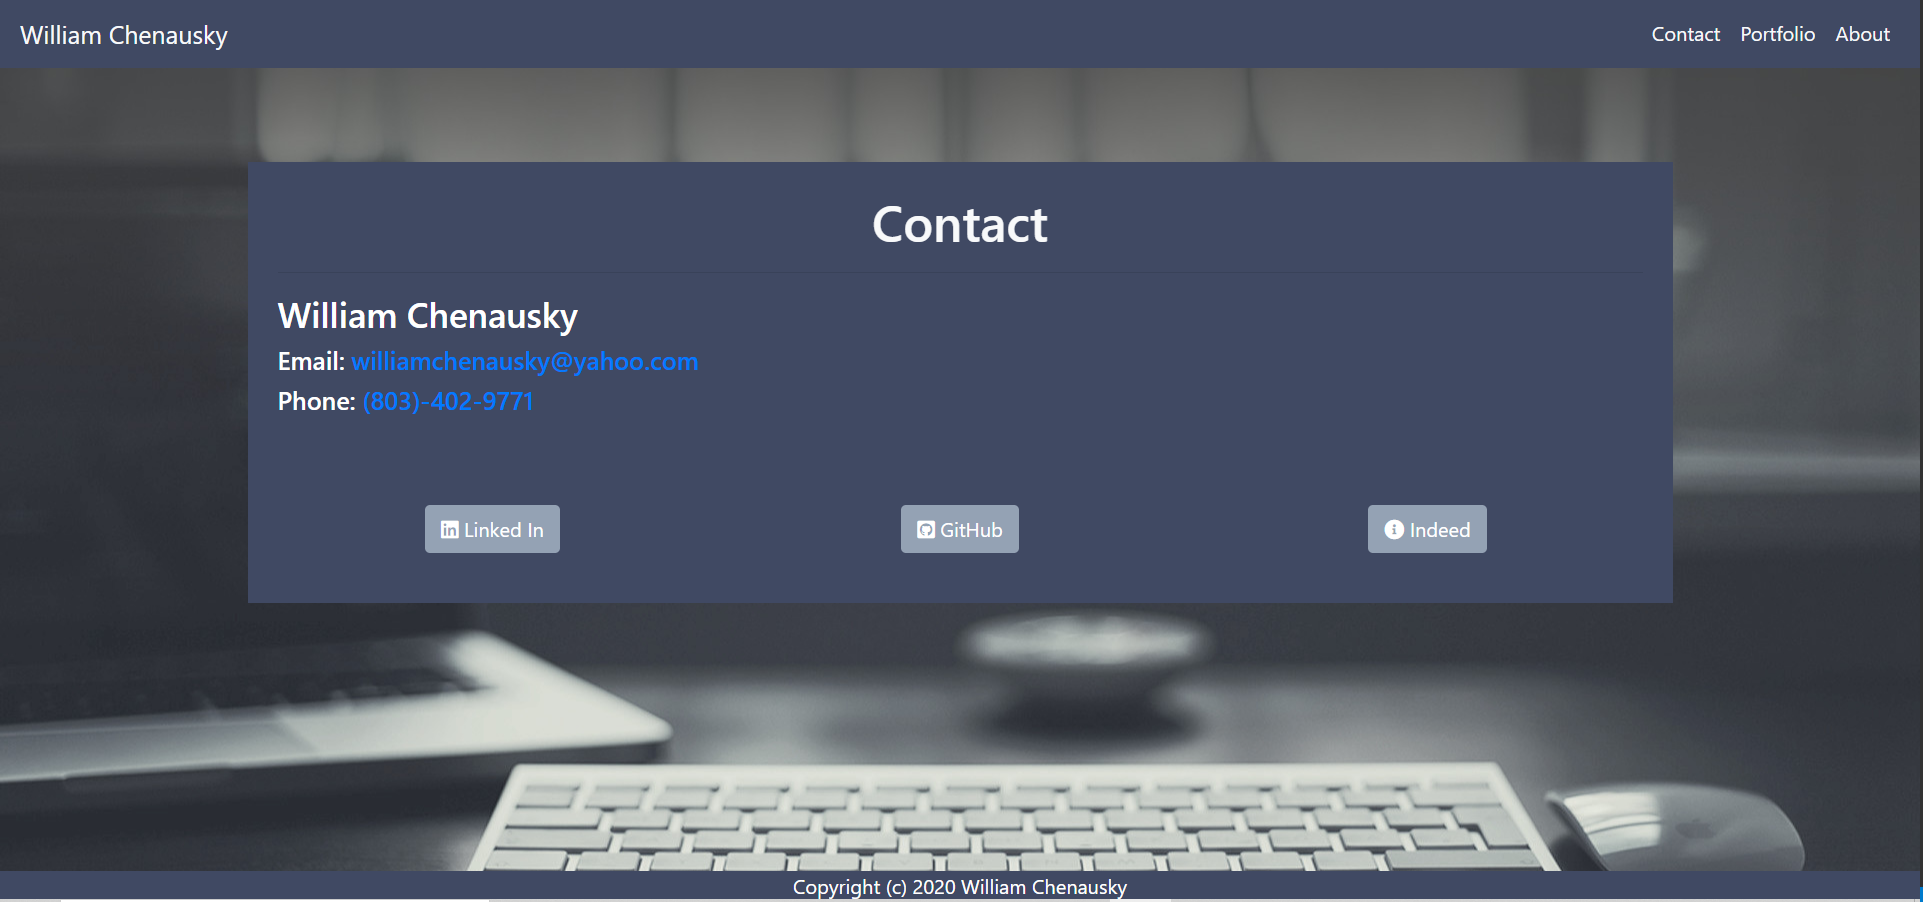 William Chenausky
Contact Portfolio About
Contact
William Chenausky
Email: williamchenausky@yahoo.com
Phone: (803)-402-9771
Linked In
GitHub
Indeed
Copyright (c) 2020 William Chenausky